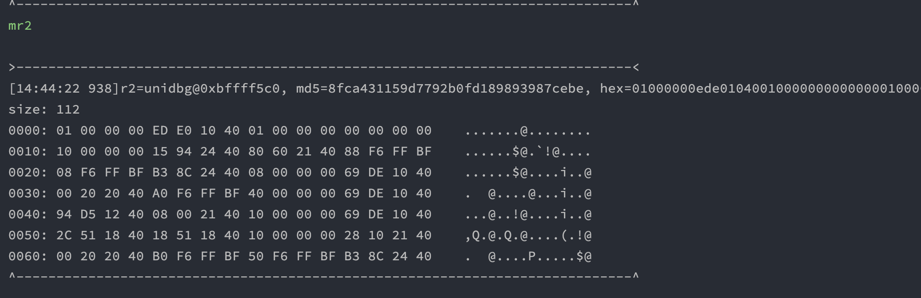 ^-----------------------------------------------------------------------------^
mr2
>-----------------------------------------------------------------------------<
[14:44:22 938]r2=unidbg@0xbffff5c0, md5=8fca431159d7792b0fd189893987cebe, hex=01000000ede0104001000000000000001000
size: 112
0000: 01 00 00 00 ED E0 10 40 01 00 00 00 00 00 00 00    .......@........
0010: 10 00 00 00 15 94 24 40 80 60 21 40 88 F6 FF BF    ......$@.`!@....
0020: 08 F6 FF BF B3 8C 24 40 08 00 00 00 69 DE 10 40    ......$@....i..@
0030: 00 20 20 40 A0 F6 FF BF 40 00 00 00 69 DE 10 40    .  @....@...i..@
0040: 94 D5 12 40 08 00 21 40 10 00 00 00 69 DE 10 40    ...@..!@....i..@
0050: 2C 51 18 40 18 51 18 40 10 00 00 00 28 10 21 40    ,Q.@.Q.@....(.!@
0060: 00 20 20 40 B0 F6 FF BF 50 F6 FF BF B3 8C 24 40    .  @....P.....$@
^-----------------------------------------------------------------------------^